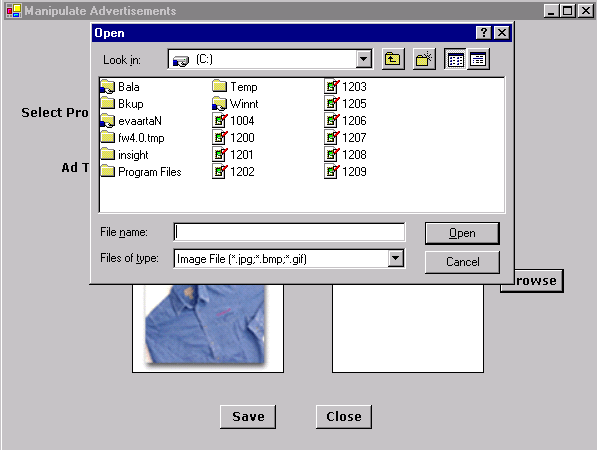 Manipulate Advertisements
Open
Look in: (C:)
Bala Temp 1203
Bkup Winnt 1205
evaartaN 1004 1206
fw4.0.tmp 1200 1207
insight 1201 1208
Program Files 1202 1209
Select Pro
Ad T
File name: Open
Files of type: Image File (*.jpg;*.bmp;*.gif) Cancel
rowse
Save Close